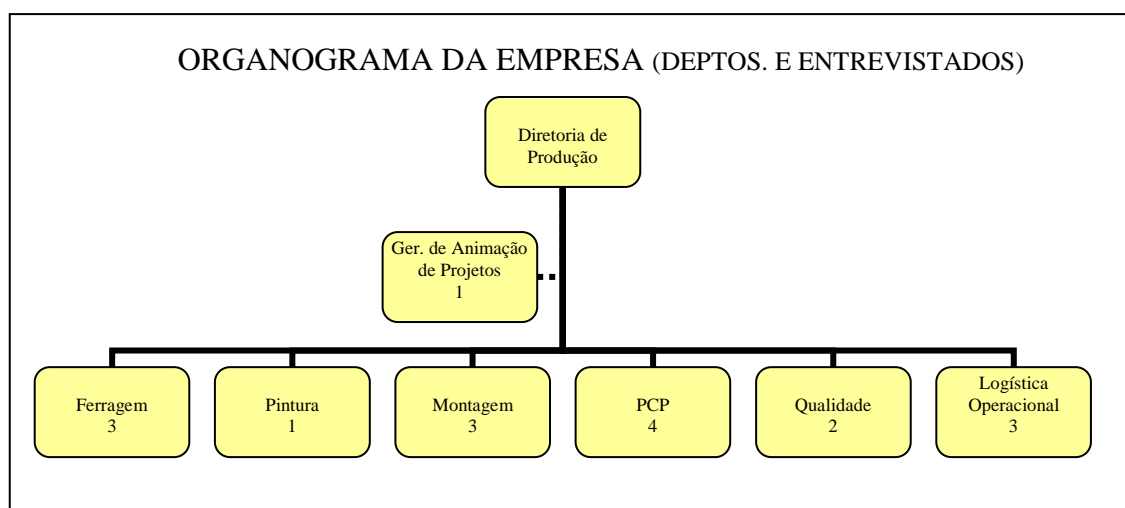 ORGANOGRAMA DA EMPRESA (DEPTOS. E ENTREVISTADOS)
Diretoria de
Produção
Ger. de Animação
de Projetos
1
Ferragem
3
Pintura
1
Montagem
3
PCP
4
Qualidade
2
Logística
Operacional
3